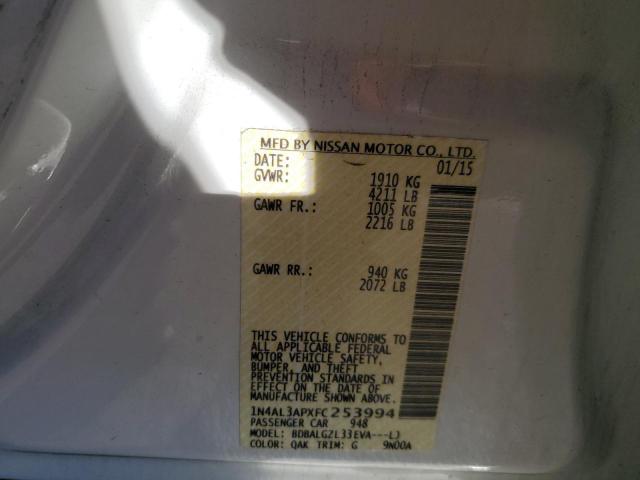 MFD BY NISSAN MOTOR CO., LTD.
DATE: 01/15
GVWR: 1910 KG
4211 LB
GAWR FR.: 1005 KG
2216 LB
GAWR RR.: 940 KG
2072 LB
THIS VEHICLE CONFORMS TO
ALL APPLICABLE FEDERAL
MOTOR VEHICLE SAFETY,
BUMPER, AND THEFT
PREVENTION STANDARDS IN
EFFECT ON THE DATE OF
MANUFACTURE SHOWN ABOVE.
1N4AL3APXFC253994
PASSENGER CAR 948
MODEL: BDBALGZL33EVA---LJ
COLOR: QAK TRIM: G 9N00A